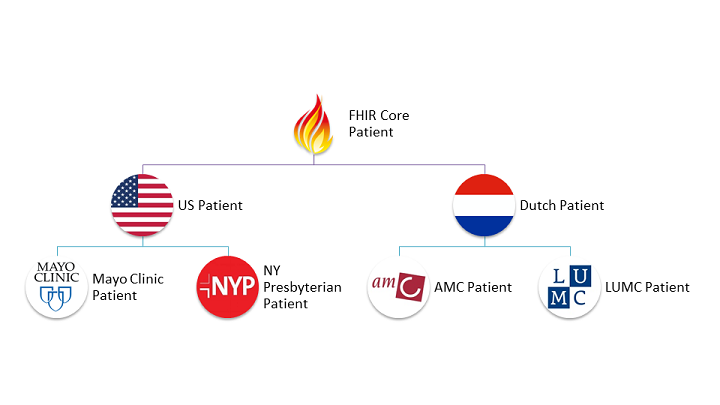 FHIR Core
Patient
US Patient
Dutch Patient
MAYO
CLINIC
Mayo Clinic
Patient
NYP
NY
Presbyterian
Patient
amC
AMC Patient
L U
M C
LUMC Patient